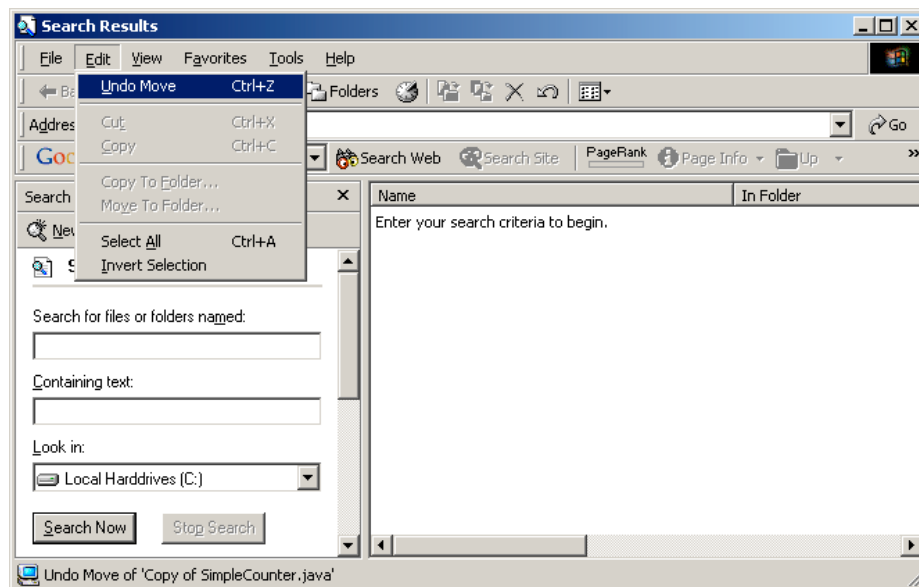 Search Results
File Edit View Favorites Tools Help
Undo Move Ctrl+Z
Folders
Cut Ctrl+X
Copy Ctrl+C
Go
Search Web Search Site PageRank Page Info Up »
Copy To Folder...
Move To Folder...
Search
Name In Folder
Select All Ctrl+A
Invert Selection
Enter your search criteria to begin.
Search for files or folders named:
Containing text:
Look in:
Local Harddrives (C:)
Search Now Stop Search
Undo Move of 'Copy of SimpleCounter.java'